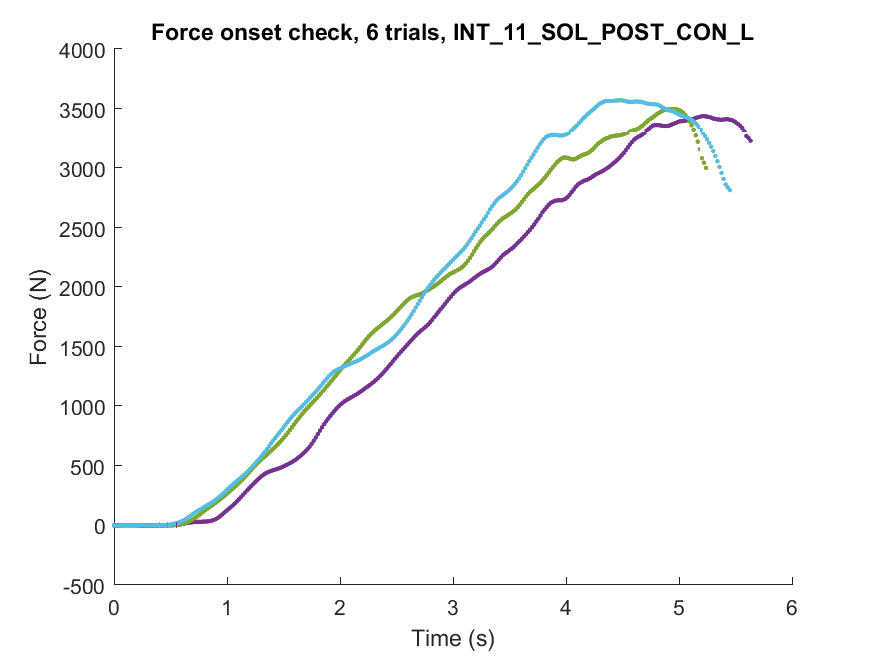 Force onset check, 6 trials, INT_11_SOL_POST_CON_L
4000
3500
3000
2500
2000
1500
1000
500
0
-500
Force (N)
0 1 2 3 4 5 6
Time (s)